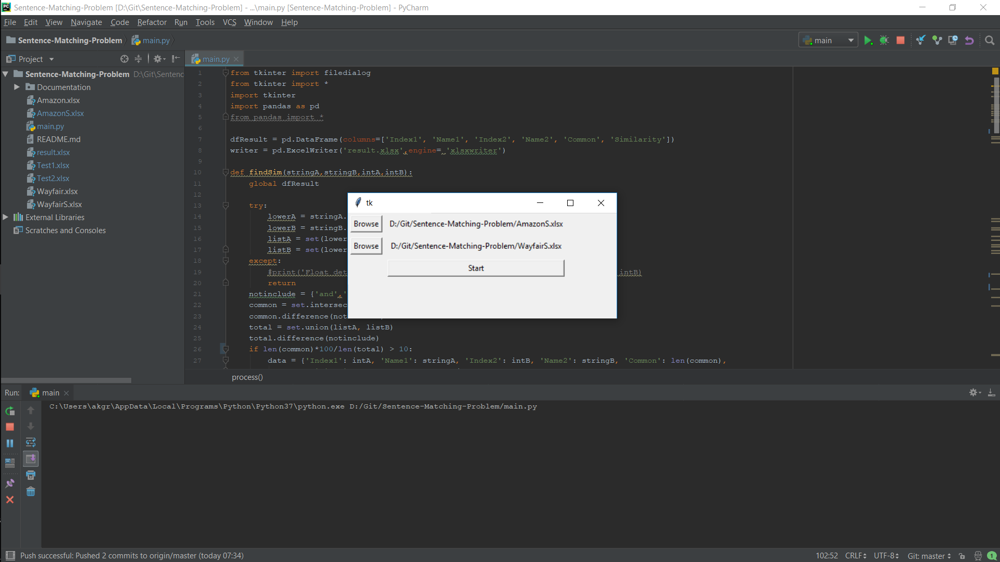 Sentence-Matching-Problem [D:\Git\Sentence-Matching-Problem] - ...\main.py [Sentence-Matching-Problem] - PyCharm
File Edit View Navigate Code Refactor Run Tools VCS Window Help
Sentence-Matching-Problem main.py main
Project
main.py
Sentence-Matching-Problem D:\Git\Sentenc
Documentation
Amazon.xlsx
AmazonS.xlsx
main.py
README.md
result.xlsx
Test1.xlsx
Test2.xlsx
Wayfair.xlsx
WayfairS.xlsx
External Libraries
Scratches and Consoles
1 from tkinter import filedialog
2 from tkinter import *
3 import tkinter
4 import pandas as pd
5 from pandas import *
6
7 dfResult = pd.DataFrame(columns=['Index1', 'Name1', 'Index2', 'Name2', 'Common', 'Similarity'])
8 writer = pd.ExcelWriter('result.xlsx',engine= 'xlsxwriter')
9
10 def findSim(stringA,stringB,intA,intB):
11 global dfResult
12
13 try:
14 lowerA = stringA.
15 lowerB = stringB.
16 listA = set(lower
17 listB = set(lower
18 except:
19 #print('Float det intB)
20 return
21 notinclude = {'and','
22 common = set.intersec
23 common.difference(not
24 total = set.union(listA, listB)
25 total.difference(notinclude)
26 if len(common)*100/len(total) > 10:
27 data = {'Index1': intA, 'Name1': stringA, 'Index2': intB, 'Name2': stringB, 'Common': len(common),
process()
tk
Browse D:/Git/Sentence-Matching-Problem/AmazonS.xlsx
Browse D:/Git/Sentence-Matching-Problem/WayfairS.xlsx
Start
Run: main
C:\Users\akgr\AppData\Local\Programs\Python\Python37\python.exe D:/Git/Sentence-Matching-Problem/main.py
Push successful: Pushed 2 commits to origin/master (today 07:34) 102:52 CRLF UTF-8 Git: master 1